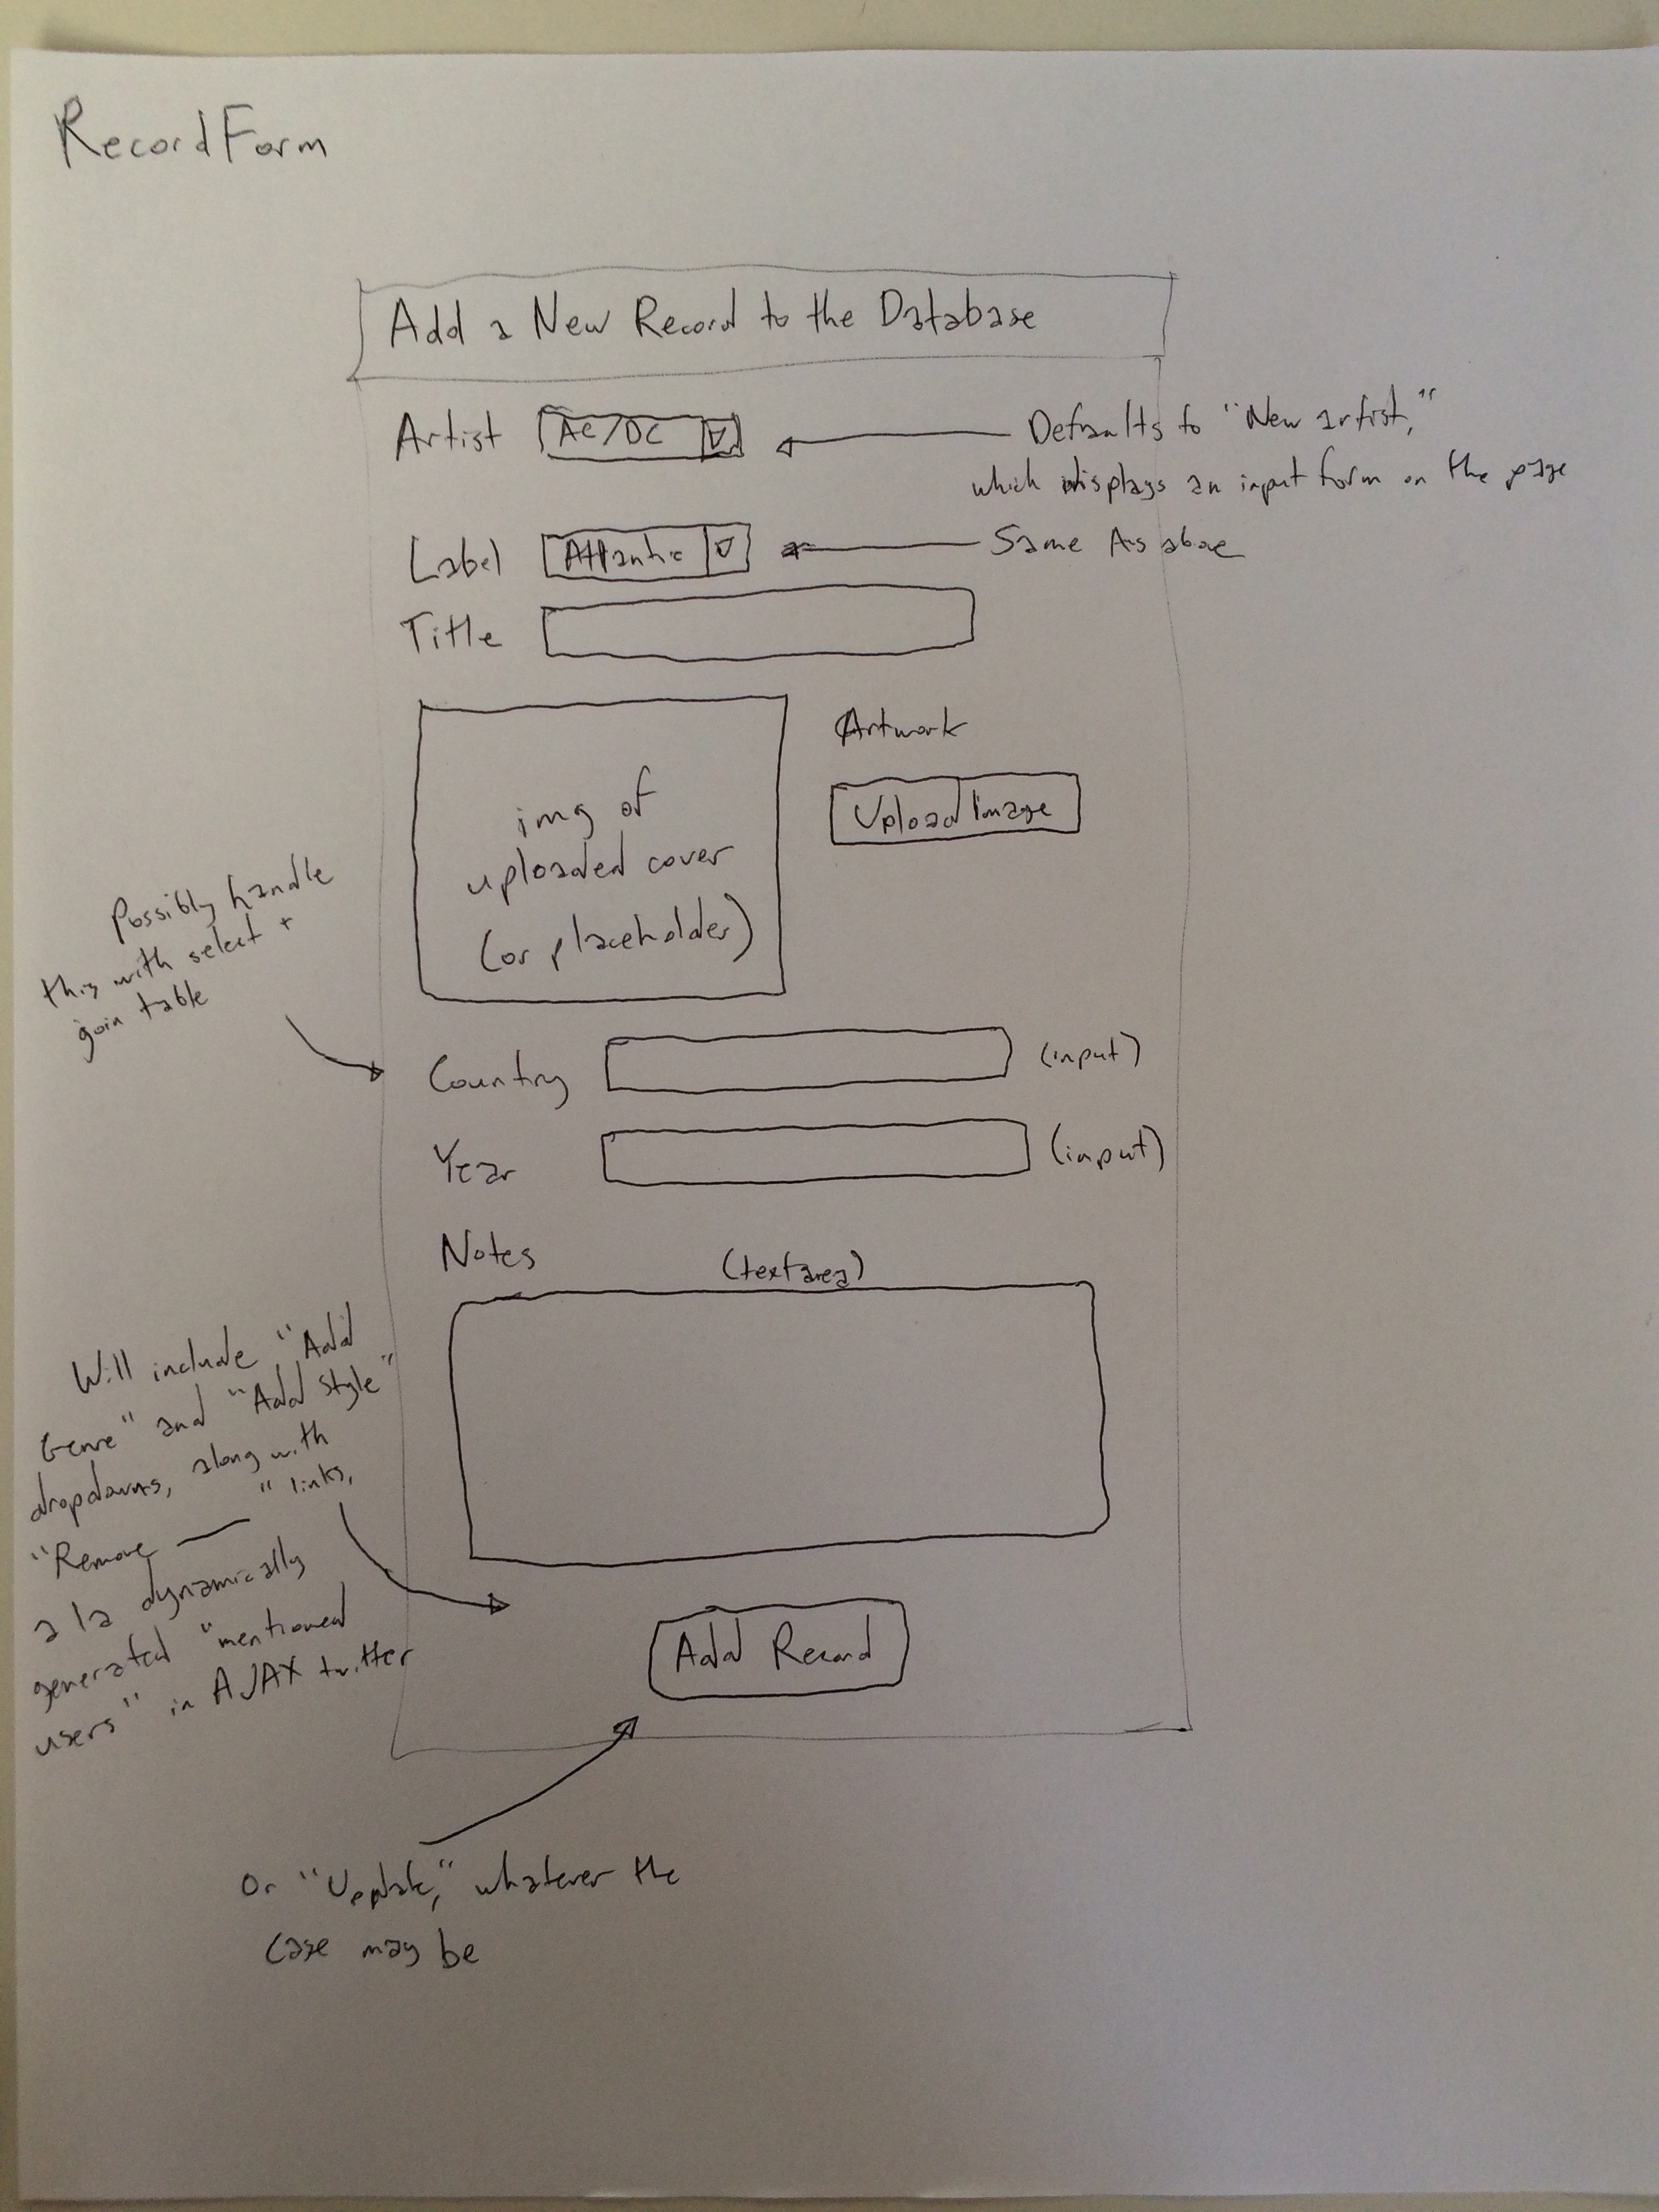 RecordForm
Add a New Record to the Database
Artist AC/DC
Defaults to "New artist,"
which displays an input form on the page
Label Atlantic
Same As above
Title
img of
uploaded cover
(or placeholder)
Artwork
Upload Image
Possibly handle
this with select +
join table
Country (input)
Year (input)
Notes (textarea)
Will include "Add
Genre" and "Add Style"
dropdowns, along with
"Remove — " links,
a la dynamically
generated "mentioned
users" in AJAX twitter
Add Record
Or "Update," whatever the
case may be